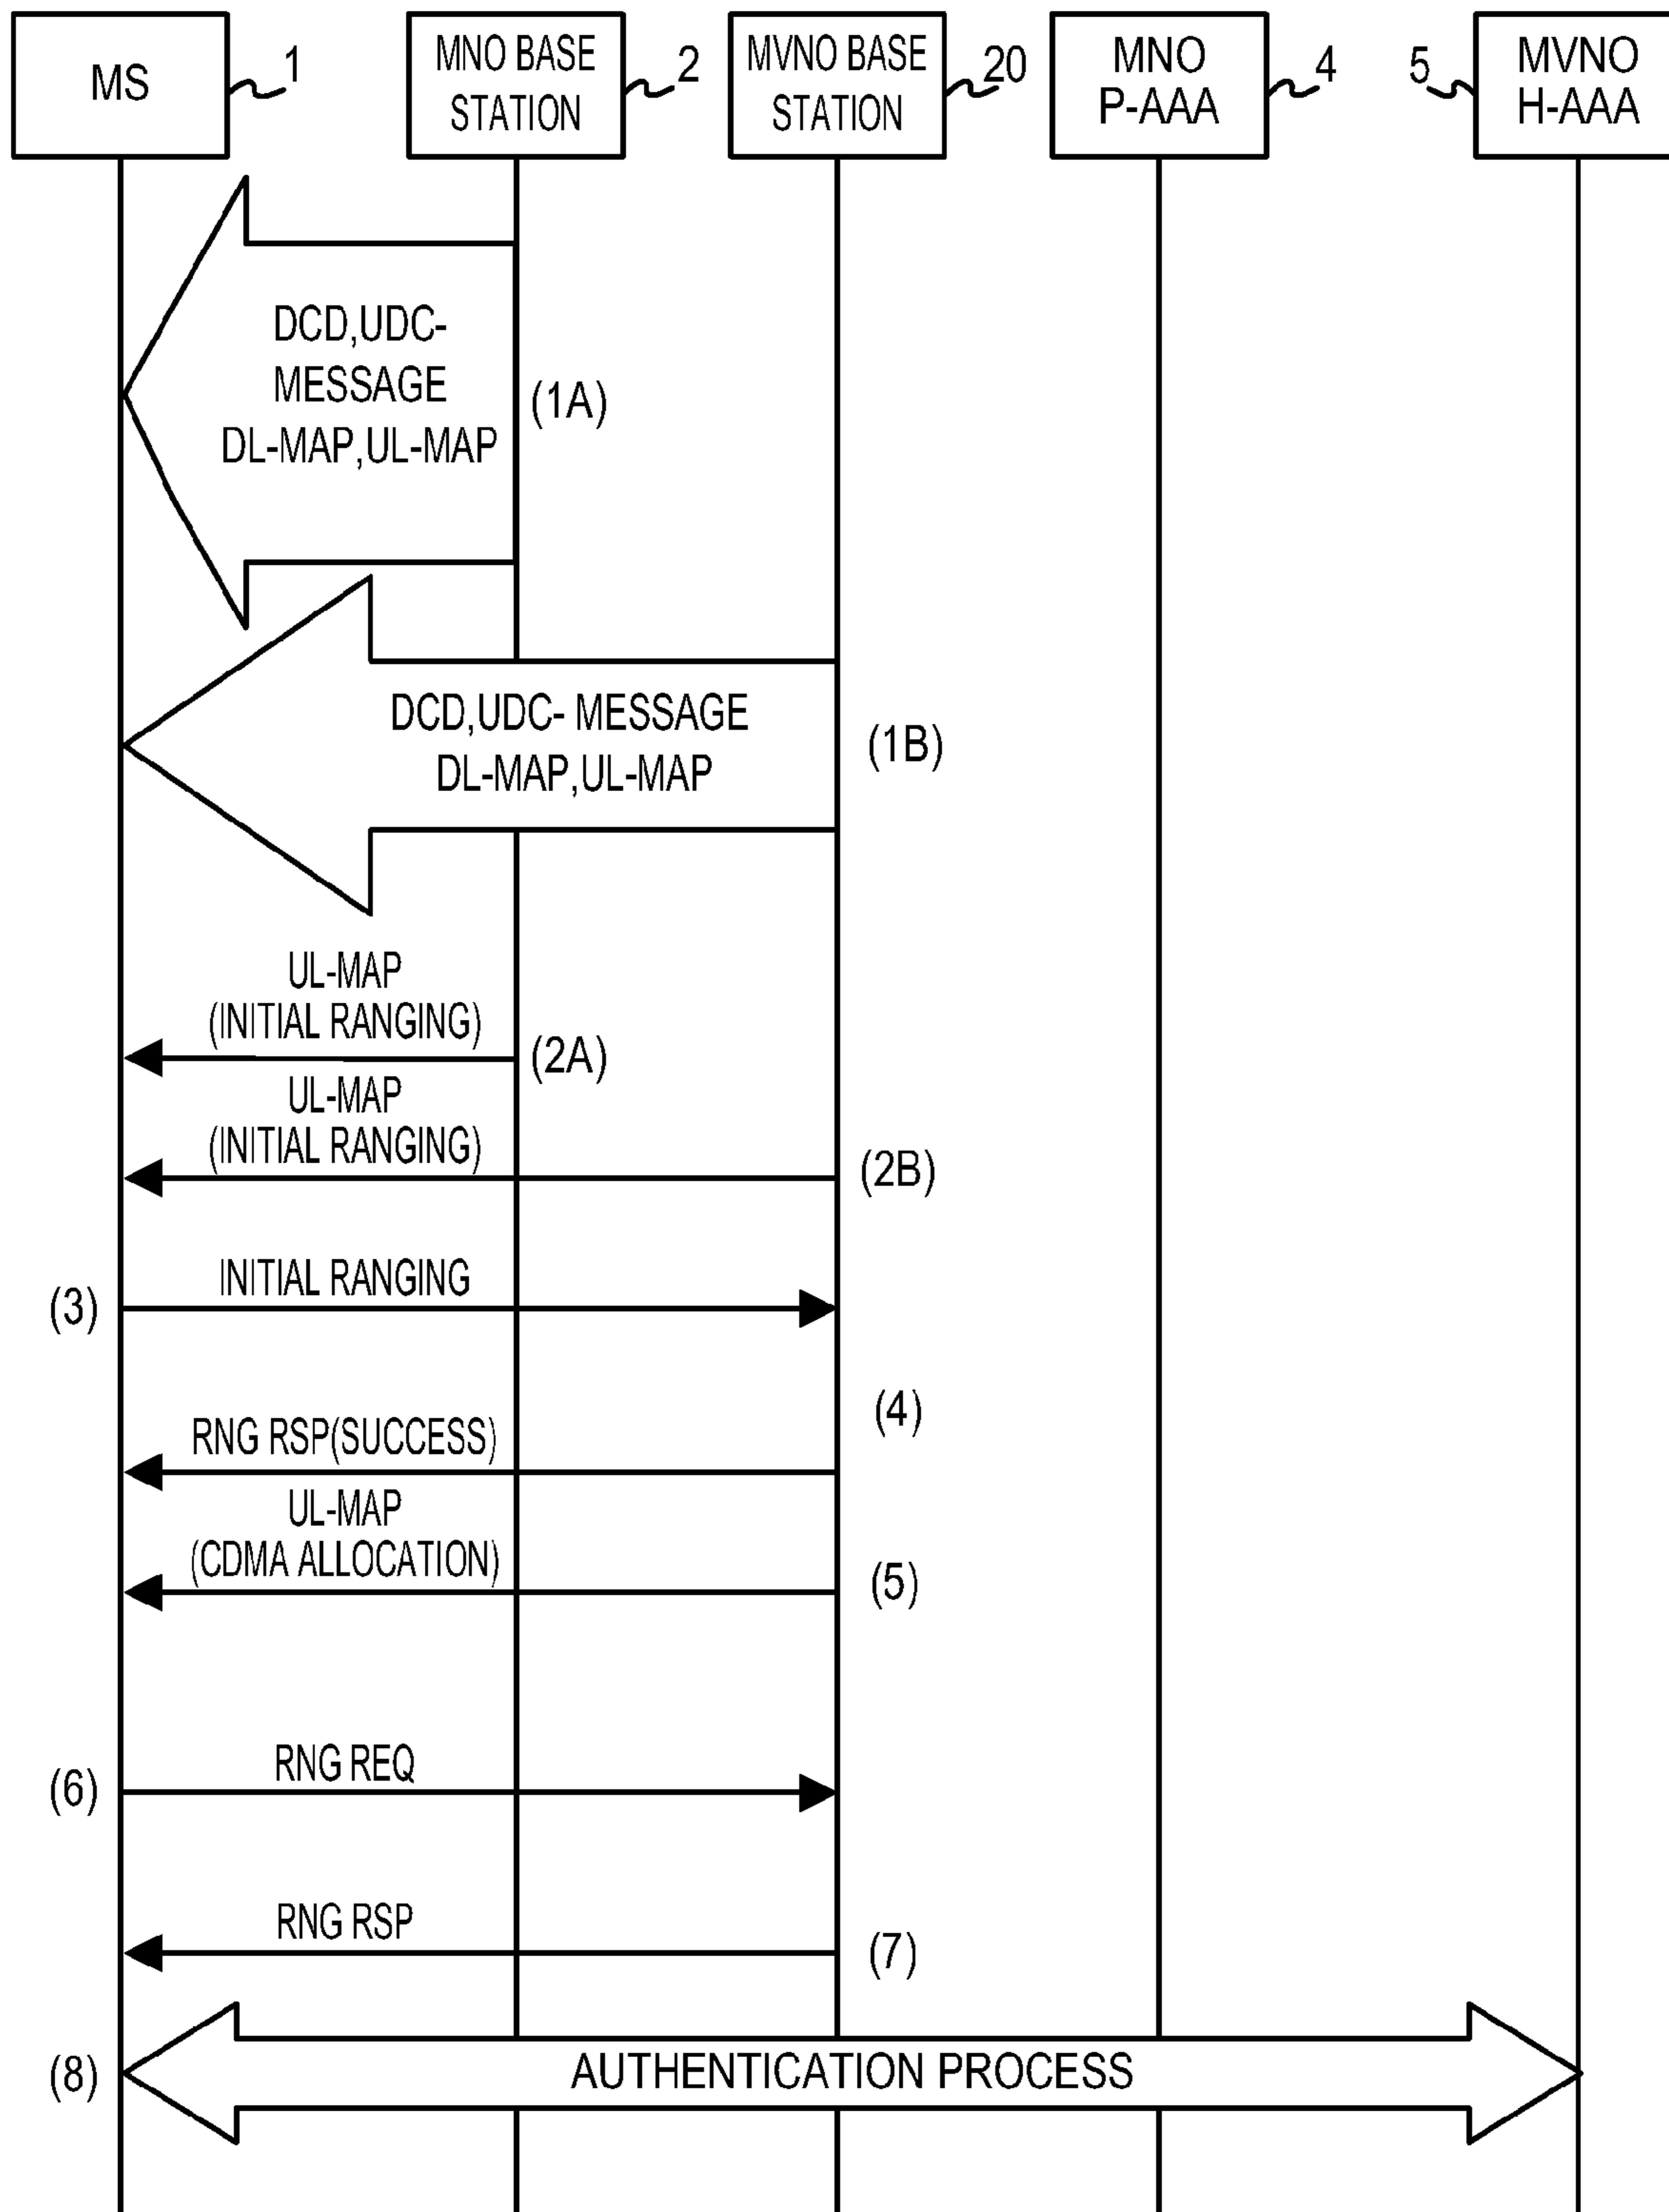 MS
1
MNO BASE
STATION
2
MVNO BASE
STATION
20
MNO
P-AAA
4
5
MVNO
H-AAA
DCD,UDC-
MESSAGE
DL-MAP,UL-MAP
(1A)
DCD,UDC- MESSAGE
DL-MAP,UL-MAP
(1B)
UL-MAP
(INITIAL RANGING)
(2A)
UL-MAP
(INITIAL RANGING)
(2B)
INITIAL RANGING
(3)
(4)
RNG RSP(SUCCESS)
UL-MAP
(CDMA ALLOCATION)
(5)
RNG REQ
(6)
RNG RSP
(7)
(8)
AUTHENTICATION PROCESS